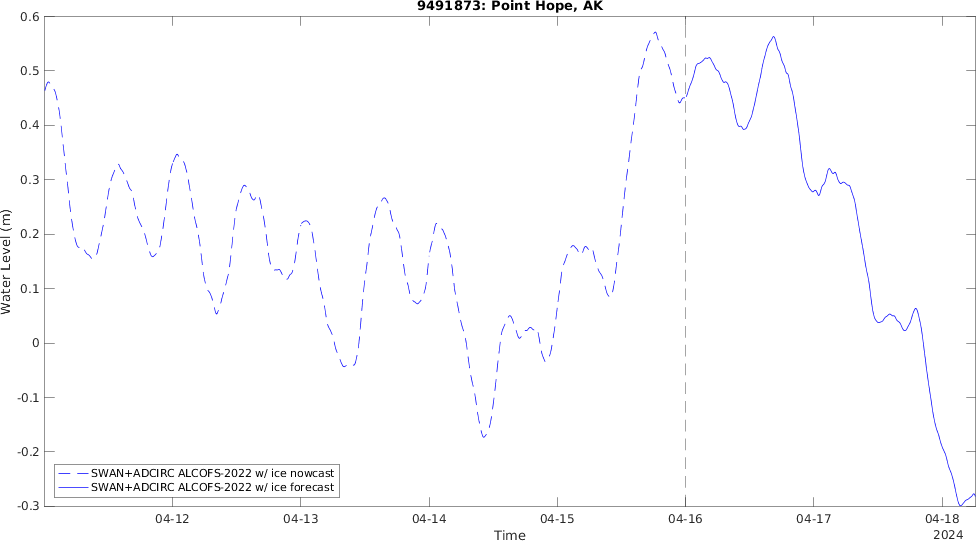 9491873: Point Hope, AK
0.6
0.5
0.4
0.3
0.2
0.1
0
-0.1
-0.2
-0.3
Water Level (m)
SWAN+ADCIRC ALCOFS-2022 w/ ice nowcast
SWAN+ADCIRC ALCOFS-2022 w/ ice forecast
04-12 04-13 04-14 04-15 04-16 04-17 04-18
Time
2024